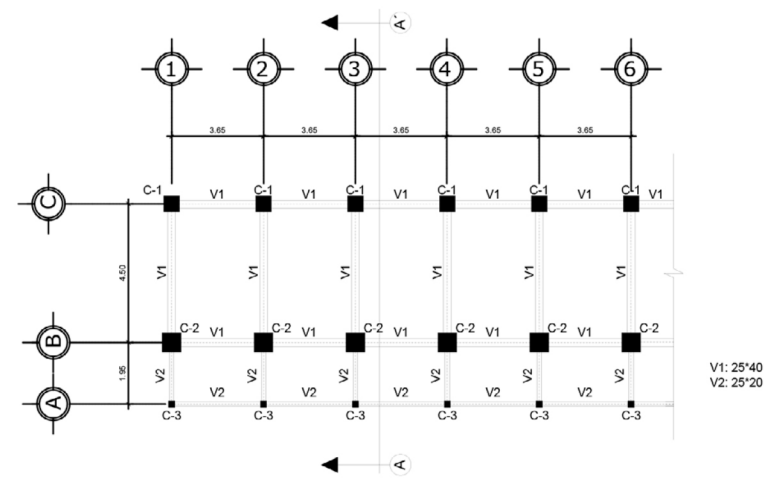 A'
1 2 3 4 5 6
3.65 3.65 3.65 3.65 3.65
C-1 V1 C-1 V1 C-1 V1 C-1 V1 C-1 V1 C-1 V1
C
4.50 V1 V1 V1 V1 V1 V1
C-2 V1 C-2 V1 C-2 V1 C-2 V1 C-2 V1 C-2
B
1.95 V2 V2 V2 V2 V2 V2
V1: 25*40
V2: 25*20
V2 V2 V2 V2 V2
A
C-3 C-3 C-3 C-3 C-3 C-3
A